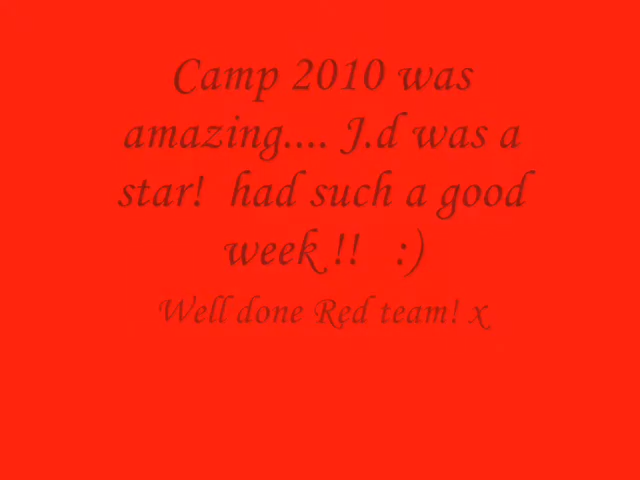 Camp 2010 was
amazing.... J.d was a
star!  had such a good
week !!   :)
Well done Red team! x